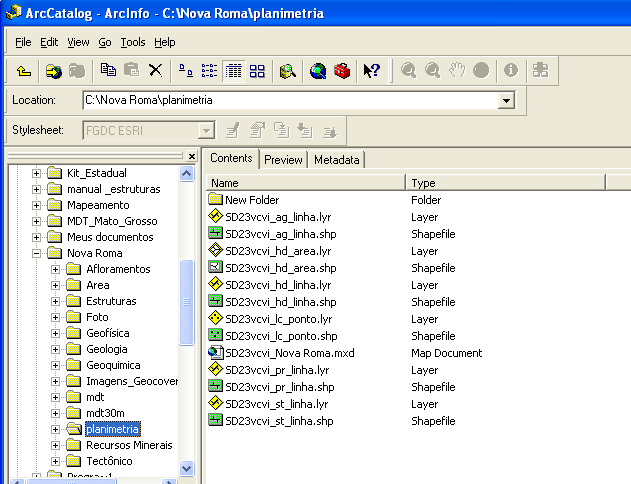 ArcCatalog - ArcInfo - C:\Nova Roma\planimetria
File Edit View Go Tools Help
Location: C:\Nova Roma\planimetria
Stylesheet: FGDC ESRI
Kit_Estadual
manual _estruturas
Mapeamento
MDT_Mato_Grosso
Meus documentos
Nova Roma
Afloramentos
Area
Estruturas
Foto
Geofísica
Geologia
Geoquimica
Imagens_Geocover
mdt
mdt30m
planimetria
Recursos Minerais
Tectônico
Progra~1
Contents Preview Metadata
Name Type
New Folder Folder
SD23vcvi_ag_linha.lyr Layer
SD23vcvi_ag_linha.shp Shapefile
SD23vcvi_hd_area.lyr Layer
SD23vcvi_hd_area.shp Shapefile
SD23vcvi_hd_linha.lyr Layer
SD23vcvi_hd_linha.shp Shapefile
SD23vcvi_lc_ponto.lyr Layer
SD23vcvi_lc_ponto.shp Shapefile
SD23vcvi_Nova Roma.mxd Map Document
SD23vcvi_pr_linha.lyr Layer
SD23vcvi_pr_linha.shp Shapefile
SD23vcvi_st_linha.lyr Layer
SD23vcvi_st_linha.shp Shapefile